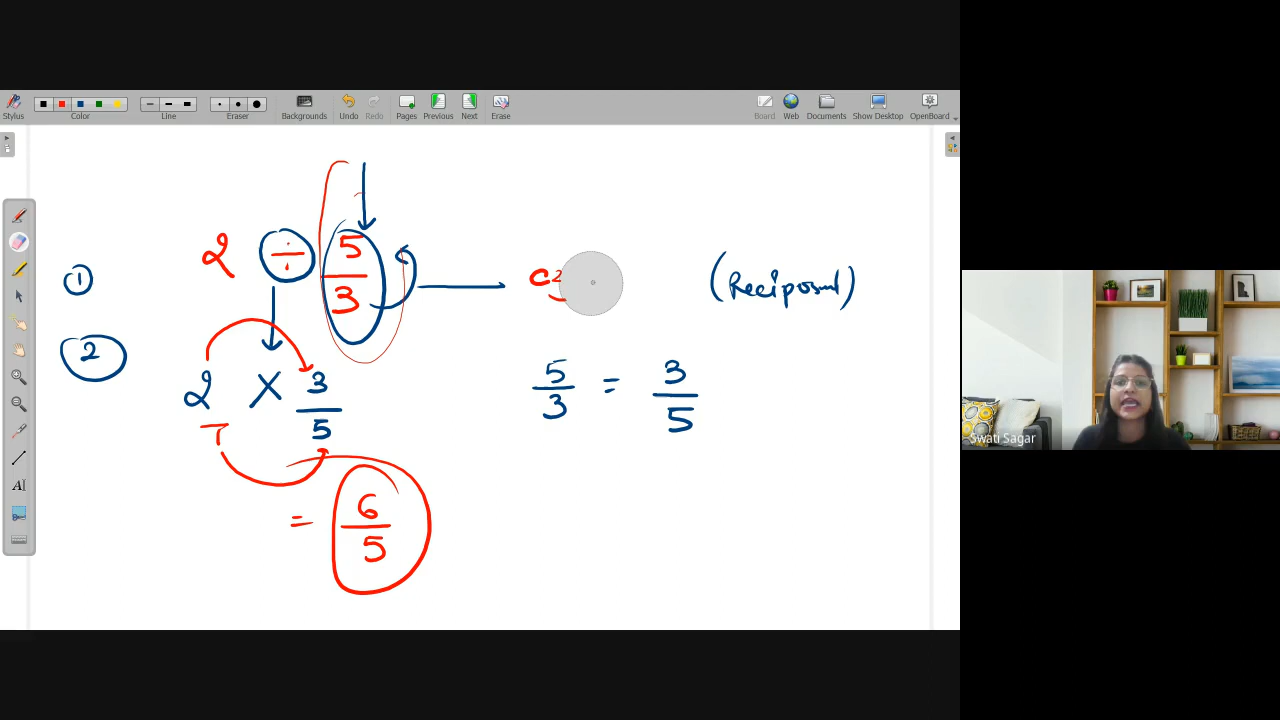 Stylus Color Line Eraser Backgrounds Undo Redo Pages Previous Next Erase Board Web Documents Show Desktop OpenBoard
① 2 ÷ 5/3 (Reciposal)
② 2 X 3/5 5/3 = 3/5
= 6/5
Swati Sagar